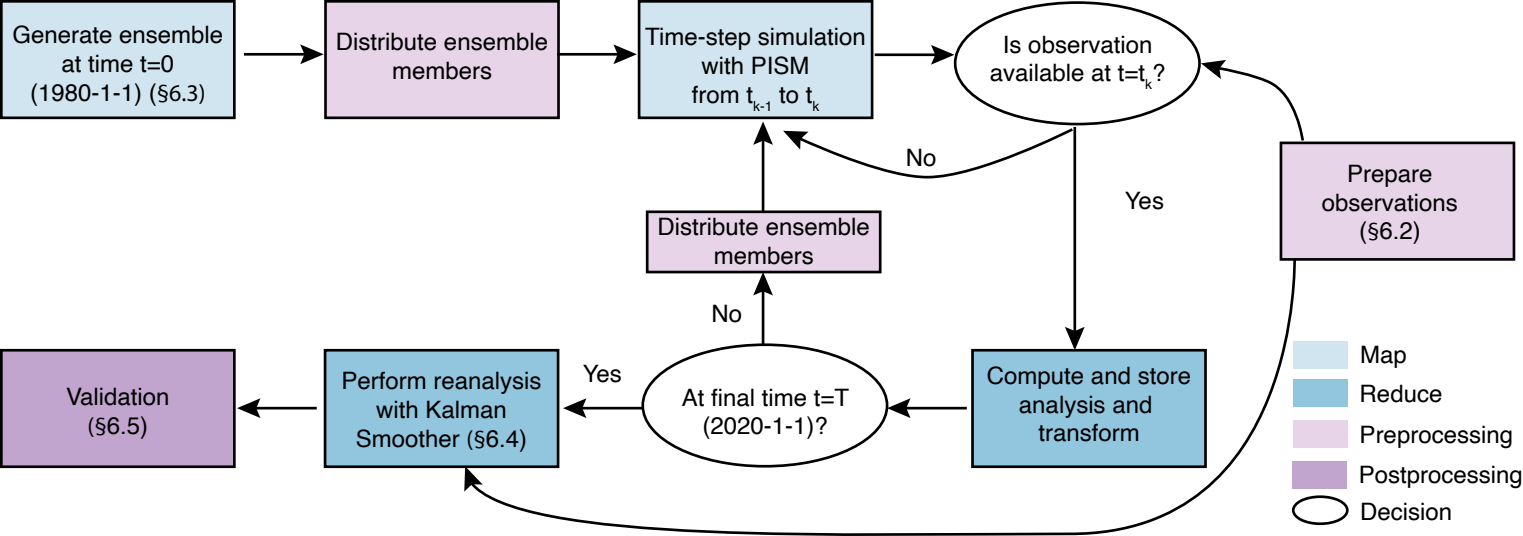 Generate ensemble
at time t=0
(1980-1-1) (§6.3)
Distribute ensemble
members
Time-step simulation
with PISM
from tₖ₋₁ to tₖ
Is observation
available at t=tₖ?
No
Yes
Prepare
observations
(§6.2)
Distribute ensemble
members
No
Validation
(§6.5)
Perform reanalysis
with Kalman
Smoother (§6.4)
Yes
At final time t=T
(2020-1-1)?
Compute and store
analysis and
transform
Map
Reduce
Preprocessing
Postprocessing
Decision